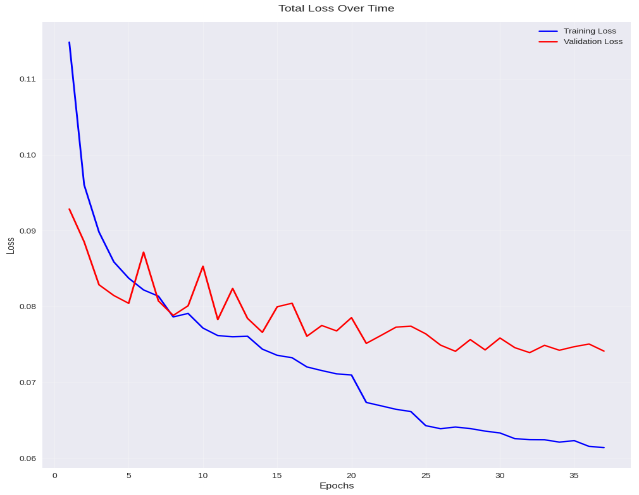 Total Loss Over Time
Training Loss
Validation Loss
0.11
0.10
0.09
0.08
0.07
0.06
Loss
0 5 10 15 20 25 30 35
Epochs